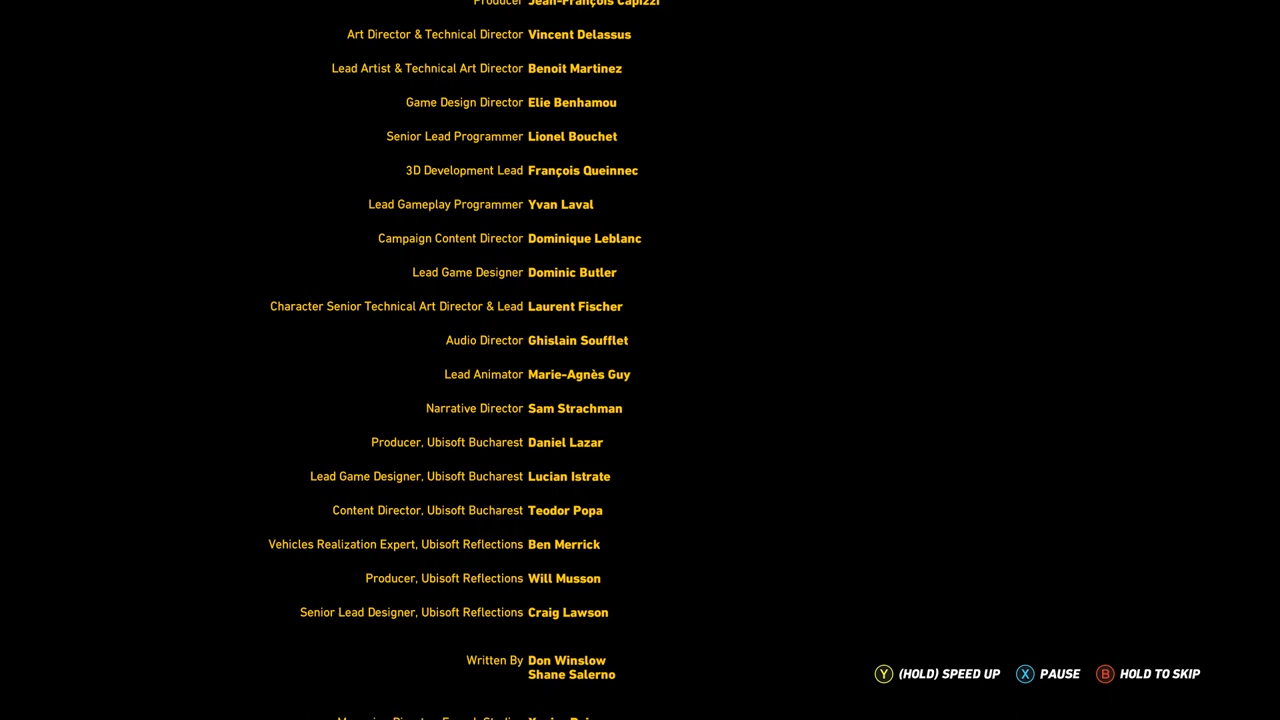 Producer Jean-François Capizzi
Art Director & Technical Director Vincent Delassus
Lead Artist & Technical Art Director Benoit Martinez
Game Design Director Elie Benhamou
Senior Lead Programmer Lionel Bouchet
3D Development Lead François Queinnec
Lead Gameplay Programmer Yvan Laval
Campaign Content Director Dominique Leblanc
Lead Game Designer Dominic Butler
Character Senior Technical Art Director & Lead Laurent Fischer
Audio Director Ghislain Soufflet
Lead Animator Marie-Agnès Guy
Narrative Director Sam Strachman
Producer, Ubisoft Bucharest Daniel Lazar
Lead Game Designer, Ubisoft Bucharest Lucian Istrate
Content Director, Ubisoft Bucharest Teodor Popa
Vehicles Realization Expert, Ubisoft Reflections Ben Merrick
Producer, Ubisoft Reflections Will Musson
Senior Lead Designer, Ubisoft Reflections Craig Lawson
Written By Don Winslow
Shane Salerno
Y (HOLD) SPEED UP X PAUSE B HOLD TO SKIP